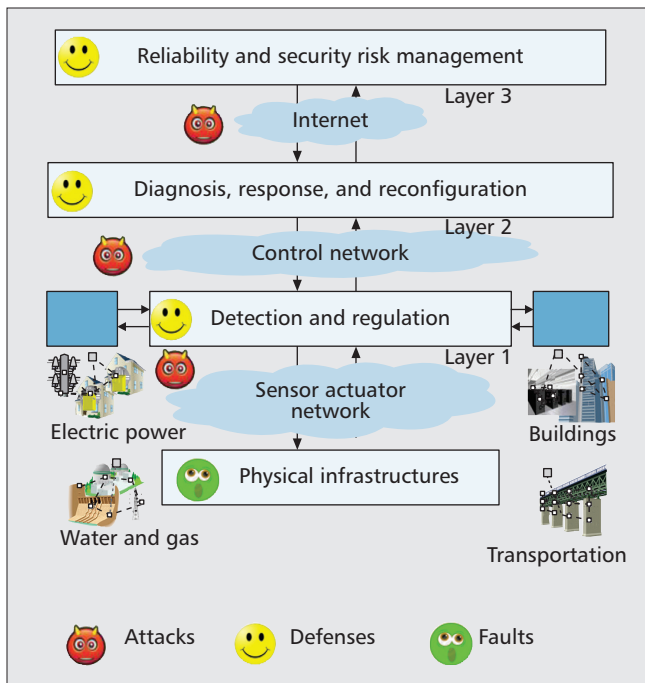 Reliability and security risk management
Layer 3
Internet
Diagnosis, response, and reconfiguration
Layer 2
Control network
Detection and regulation
Layer 1
Sensor actuator
network
Electric power
Buildings
Physical infrastructures
Water and gas
Transportation
Attacks
Defenses
Faults